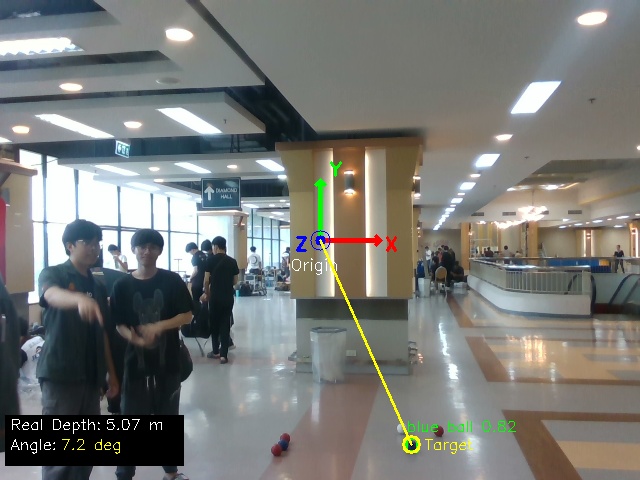 DIAMOND
HALL
Y
Z
X
Origin
blue ball 0.82
Target
Real Depth: 5.07 m
Angle: 7.2 deg